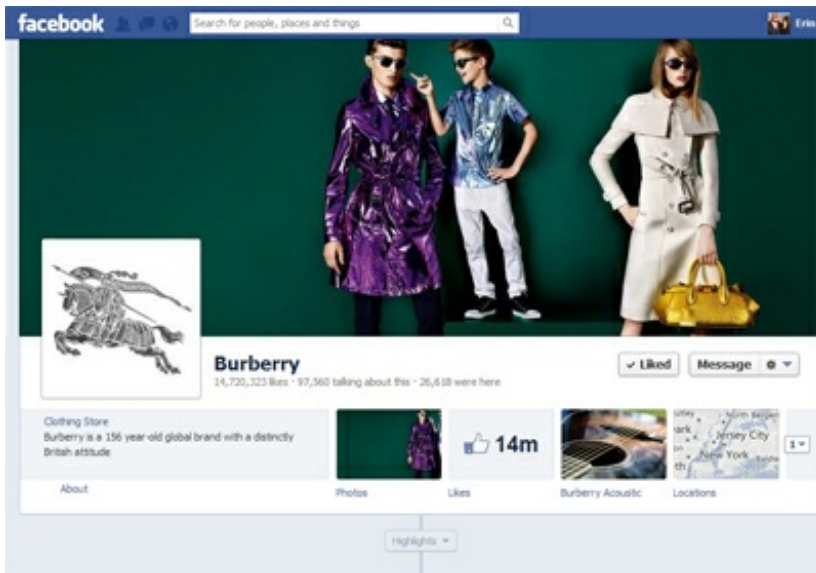 facebook
Search for people, places and things
Erin
Burberry
14,720,323 likes · 97,560 talking about this · 26,618 were here
Liked
Message
Clothing Store
Burberry is a 156 year-old global brand with a distinctly
British attitude
About
14m
Jersey City
New York
1
Photos
Likes
Burberry Acoustic
Locations
Highlights